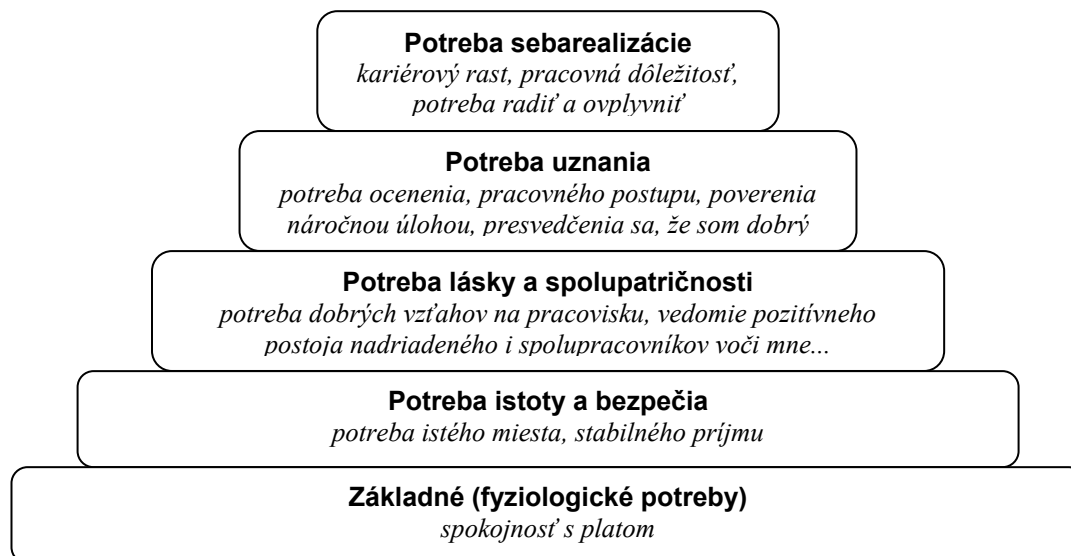 Potreba sebarealizácie
kariérový rast, pracovná dôležitosť,
potreba radiť a ovplyvniť
Potreba uznania
potreba ocenenia, pracovného postupu, poverenia
náročnou úlohou, presvedčenia sa, že som dobrý
Potreba lásky a spolupatričnosti
potreba dobrých vzťahov na pracovisku, vedomie pozitívneho
postoja nadriadeného i spolupracovníkov voči mne...
Potreba istoty a bezpečia
potreba istého miesta, stabilného príjmu
Základné (fyziologické potreby)
spokojnosť s platom